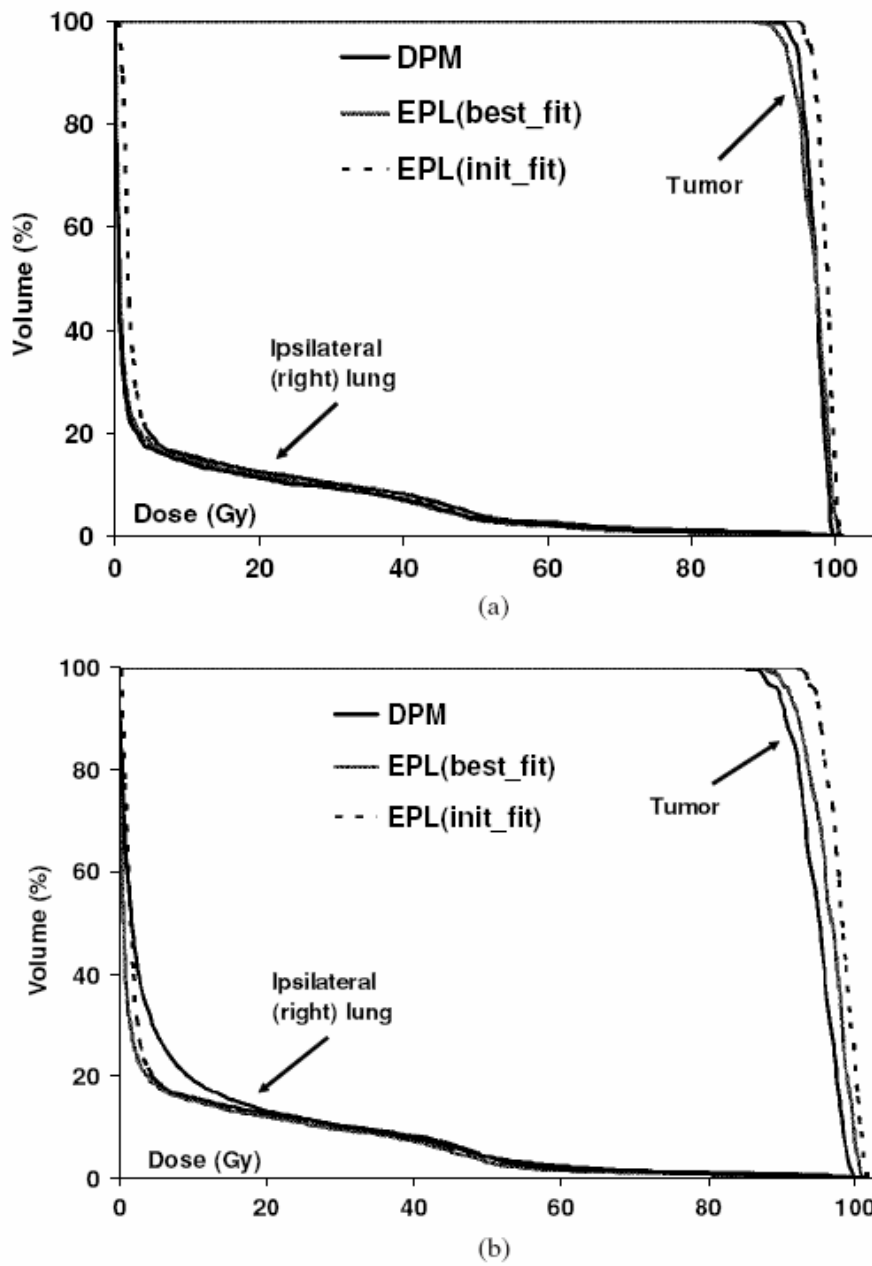 100
80
60
40
20
0
Volume (%)
DPM
EPL(best_fit)
EPL(init_fit)
Tumor
Ipsilateral
(right) lung
Dose (Gy)
0 20 40 60 80 100
(a)
100
80
60
40
20
0
Volume (%)
DPM
EPL(best_fit)
EPL(init_fit)
Tumor
Ipsilateral
(right) lung
Dose (Gy)
0 20 40 60 80 100
(b)